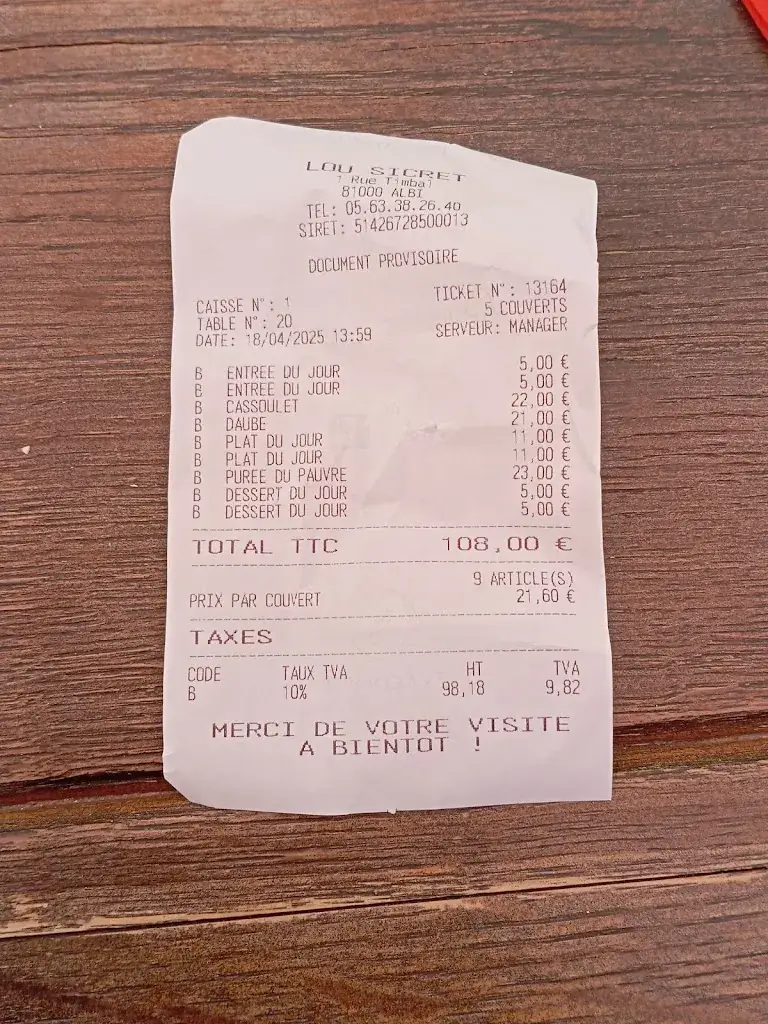 LOU SICRET
1 Rue Timbal
81000 ALBI
TEL: 05.63.38.26.40
SIRET: 51426728500013
DOCUMENT PROVISOIRE
CAISSE N°: 1 TICKET N°: 13164
TABLE N°: 20 5 COUVERTS
DATE: 18/04/2025 13:59 SERVEUR: MANAGER
B ENTREE DU JOUR 5,00 €
B ENTREE DU JOUR 5,00 €
B CASSOULET 22,00 €
B DAUBE 21,00 €
B PLAT DU JOUR 11,00 €
B PLAT DU JOUR 11,00 €
B PUREE DU PAUVRE 23,00 €
B DESSERT DU JOUR 5,00 €
B DESSERT DU JOUR 5,00 €
TOTAL TTC 108,00 €
9 ARTICLE(S)
PRIX PAR COUVERT 21,60 €
TAXES
CODE TAUX TVA HT TVA
B 10% 98,18 9,82
MERCI DE VOTRE VISITE
A BIENTOT !